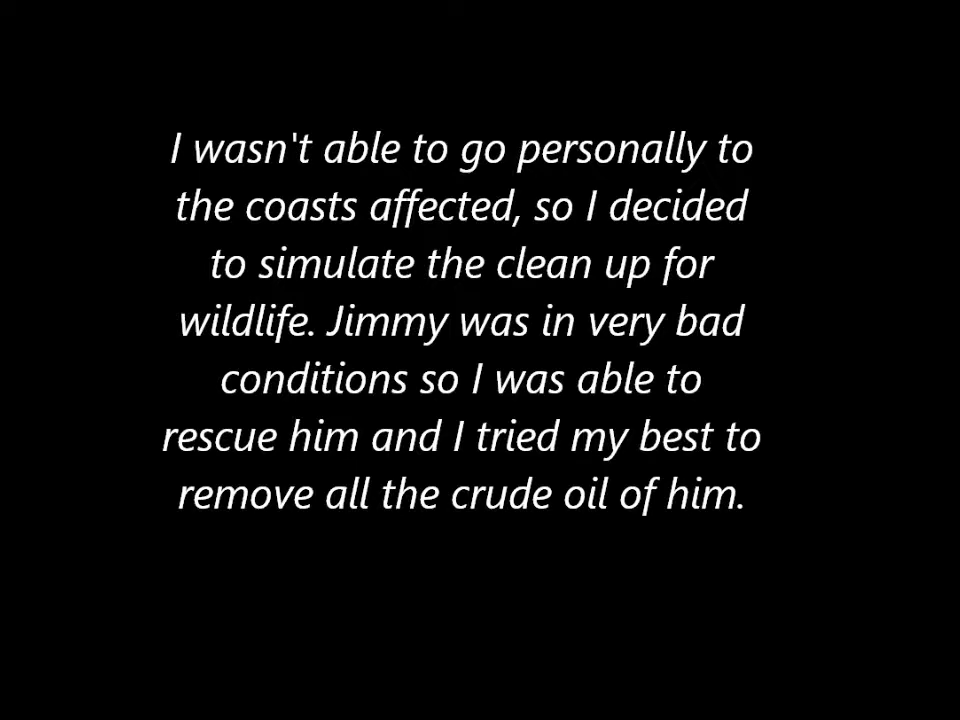 I wasn't able to go personally to
the coasts affected, so I decided
to simulate the clean up for
wildlife. Jimmy was in very bad
conditions so I was able to
rescue him and I tried my best to
remove all the crude oil of him.